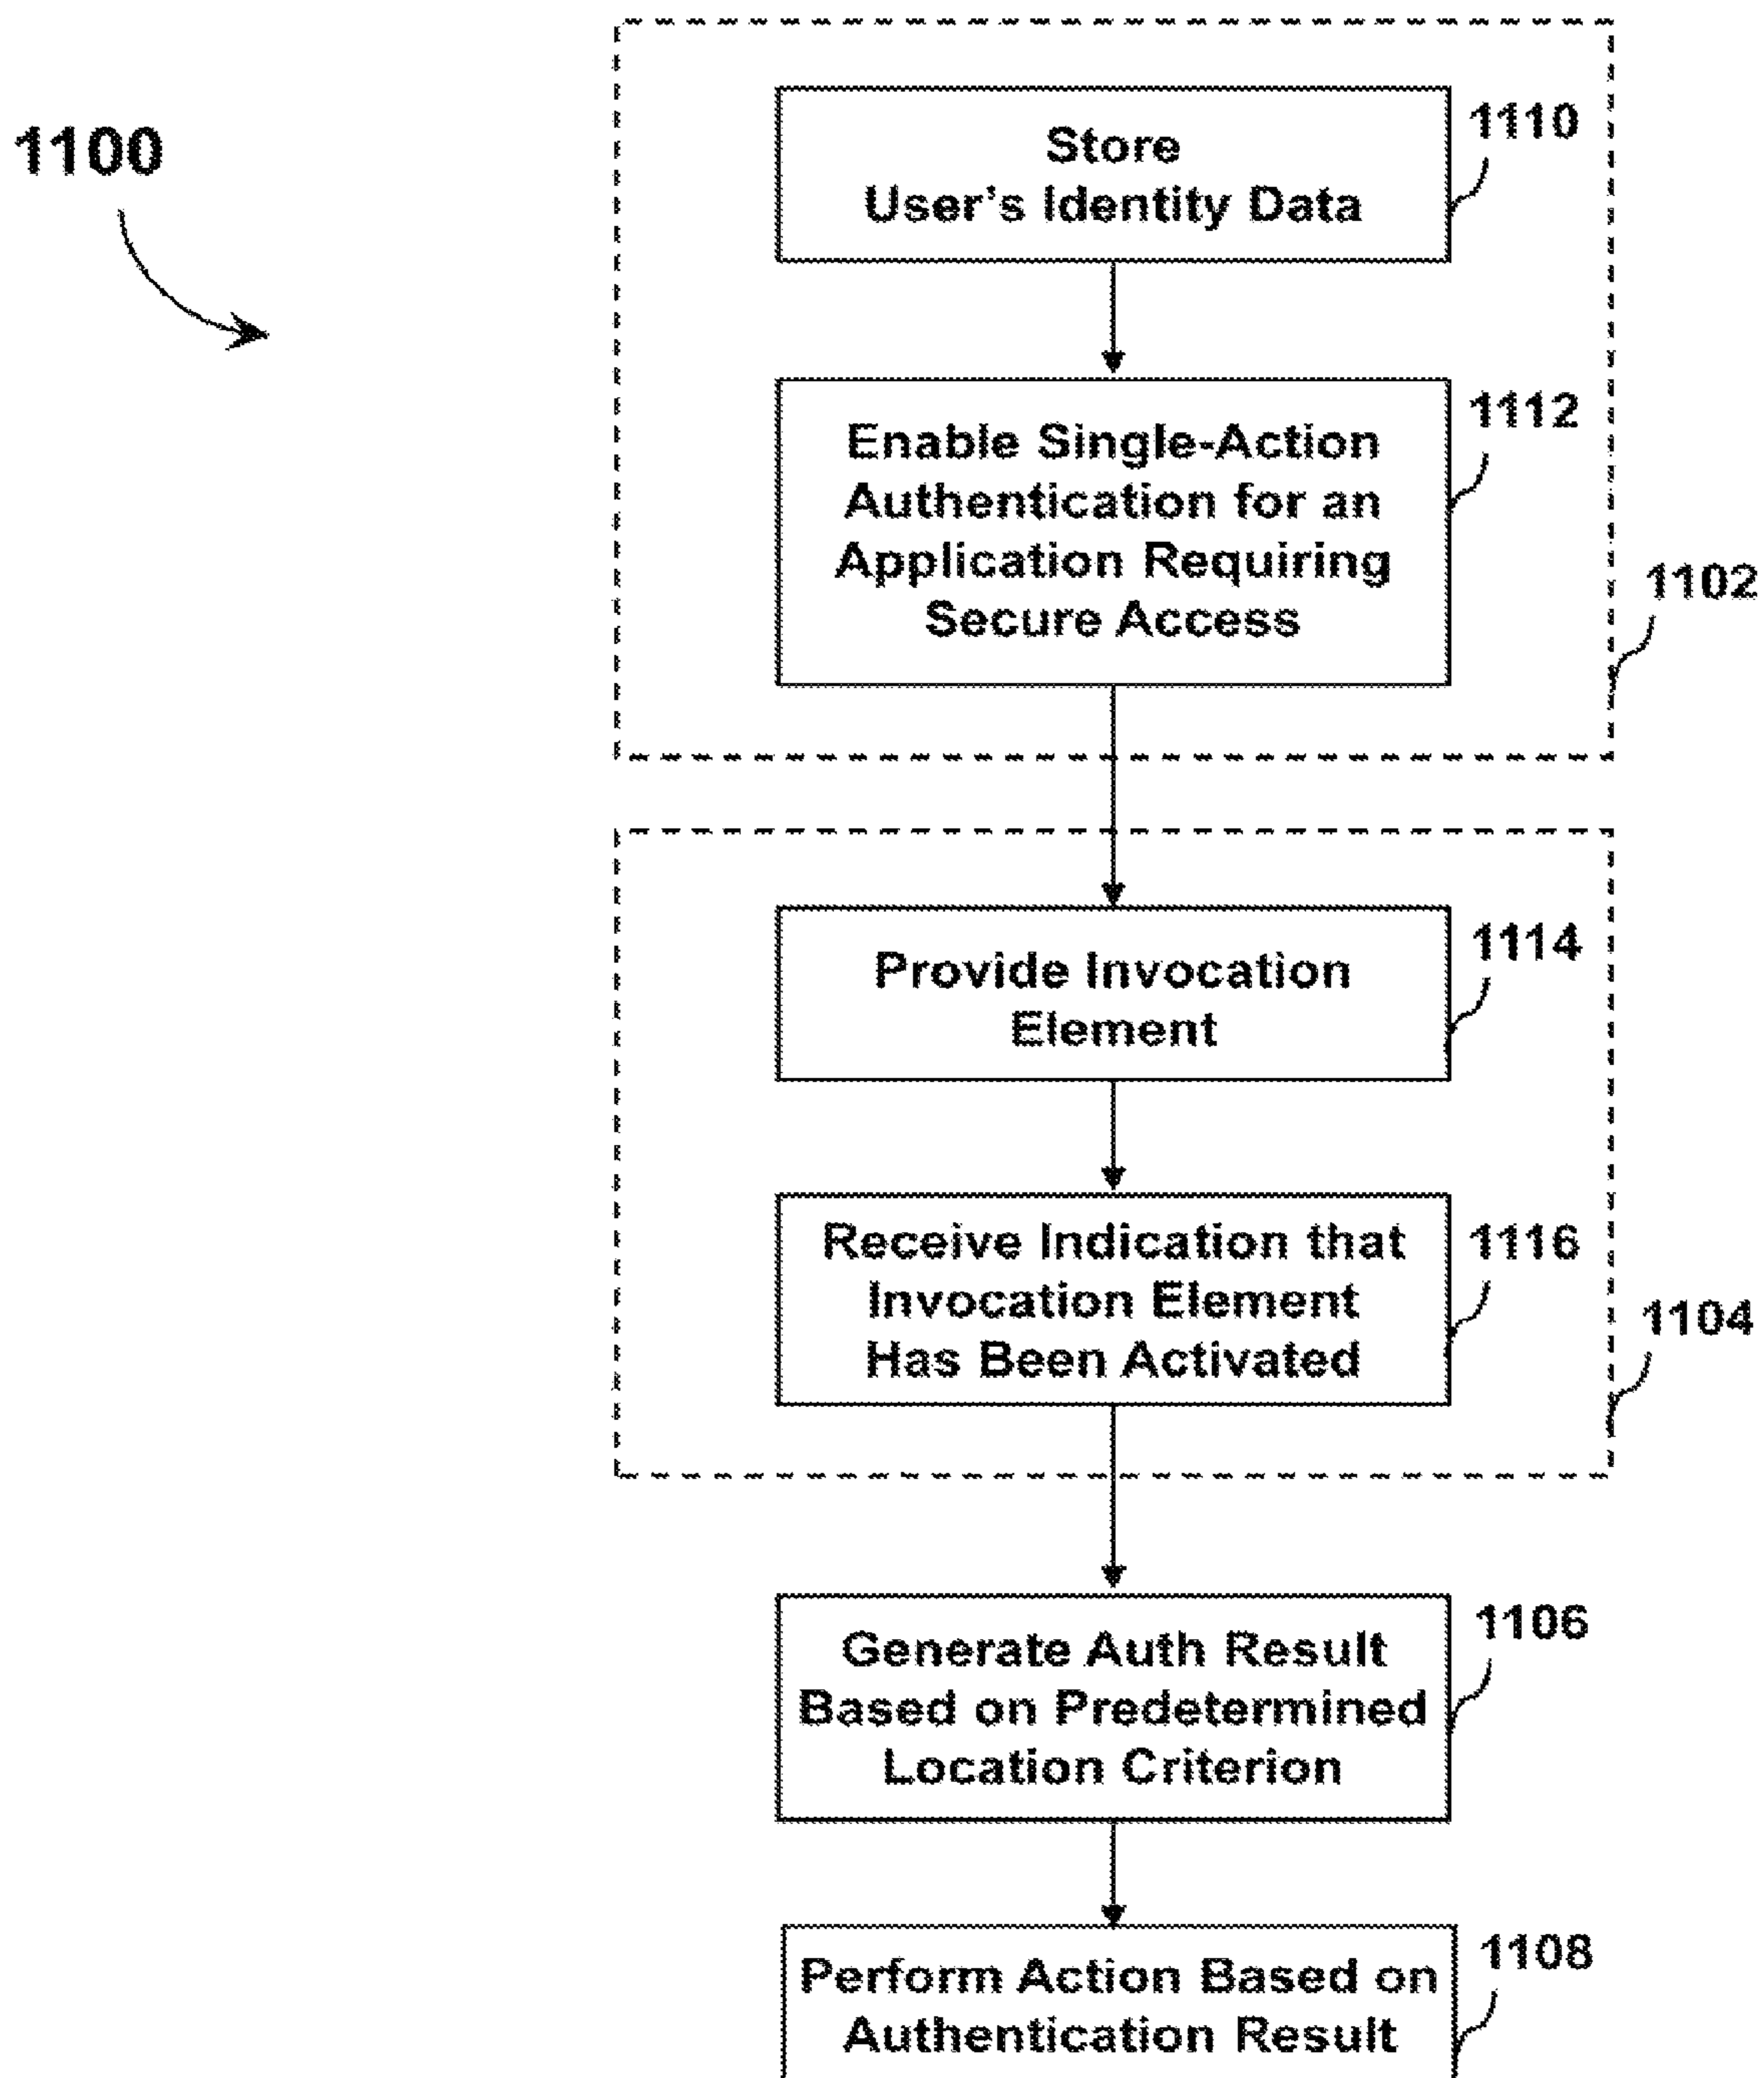 1100
Store
User's Identity Data
1110
Enable Single-Action
Authentication for an
Application Requiring
Secure Access
1112
1102
Provide Invocation
Element
1114
Receive Indication that
Invocation Element
Has Been Activated
1116
1104
Generate Auth Result
Based on Predetermined
Location Criterion
1106
Perform Action Based on
Authentication Result
1108